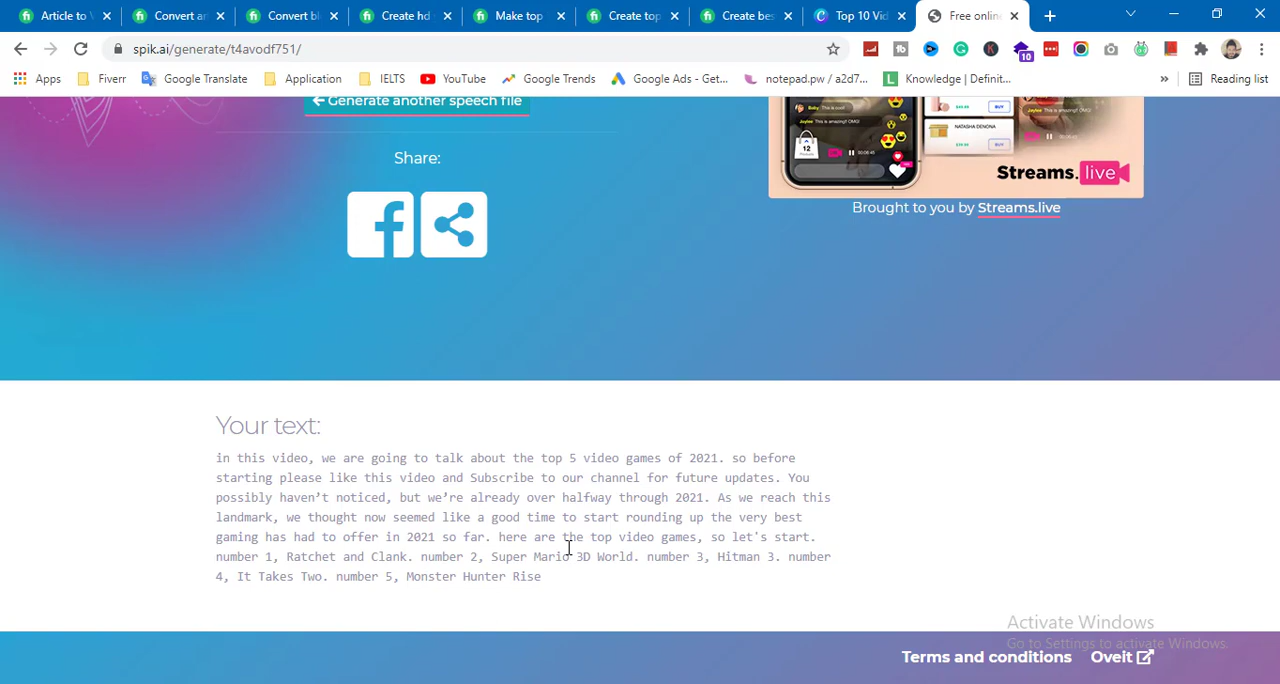 Article to
Convert ar
Convert bl
Create hd
Make top
Create top
Create bes
Top 10 Vid
Free onlin
spik.ai/generate/t4avodf751/
10
Apps
Fiverr
Google Translate
Application
IELTS
YouTube
Google Trends
Google Ads - Get...
notepad.pw / a2d7...
Knowledge | Definit...
»
Reading list
Generate another speech file
Share:
12
NATASHA DENONA
BUY
BUY
Streams.live
Brought to you by Streams.live
Your text:
in this video, we are going to talk about the top 5 video games of 2021. so before
starting please like this video and Subscribe to our channel for future updates. You
possibly haven’t noticed, but we’re already over halfway through 2021. As we reach this
landmark, we thought now seemed like a good time to start rounding up the very best
gaming has had to offer in 2021 so far. here are the top video games, so let's start.
number 1, Ratchet and Clank. number 2, Super Mario 3D World. number 3, Hitman 3. number
4, It Takes Two. number 5, Monster Hunter Rise
Activate Windows
Go to Settings to activate Windows.
Terms and conditions
Oveit